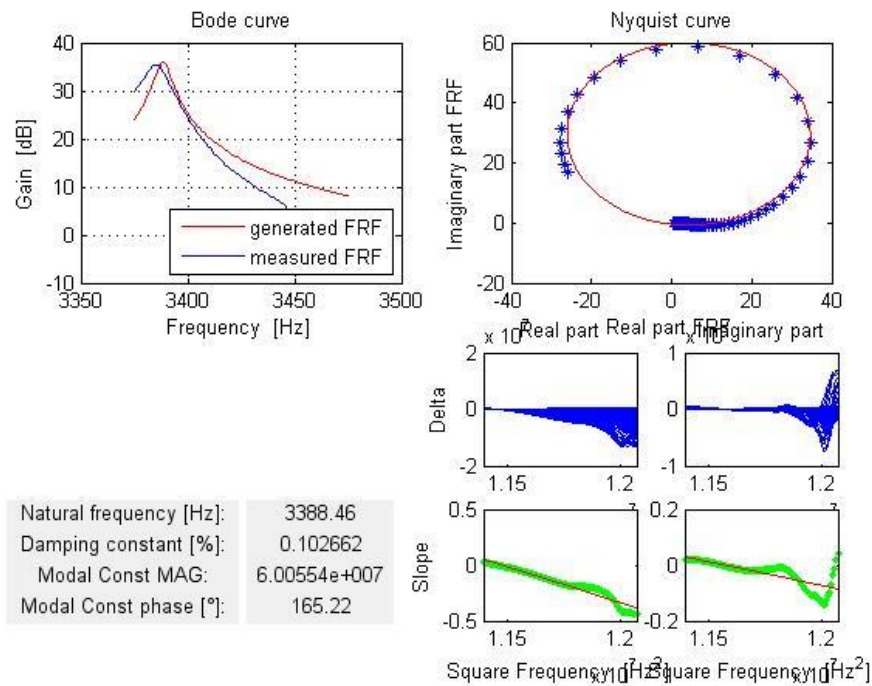 Bode curve
40
30
20
10
0
-10
Gain [dB]
generated FRF
measured FRF
3350 3400 3450 3500
Frequency [Hz]
Nyquist curve
60
40
20
0
-20
Imaginary part FRF
-40 -20 0 20 40
Real part FRF
Real part
Imaginary part
2
0
-2
Delta
1.15 1.2
1
0
-1
1.15 1.2
Natural frequency [Hz]: 3388.46
Damping constant [%]: 0.102662
Modal Const MAG: 6.00554e+007
Modal Const phase [°]: 165.22
0.5
0
-0.5
Slope
1.15 1.2
0.2
0
-0.2
1.15 1.2
Square Frequency [Hz²]
Square Frequency [Hz²]